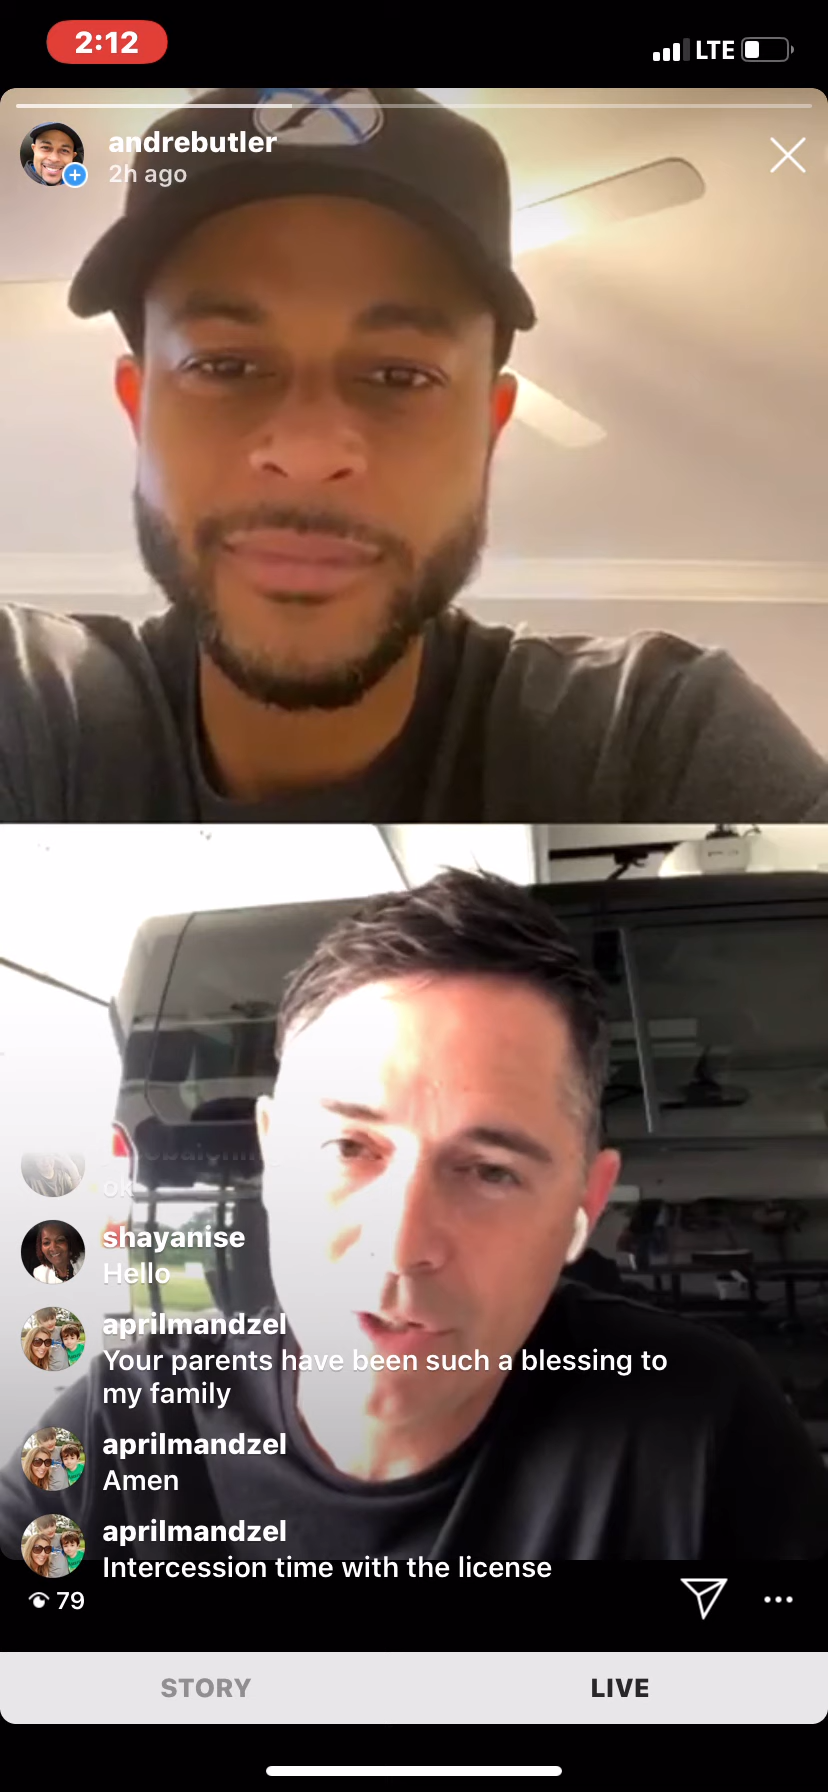 2:12
LTE
andrebutler
2h ago
ok
shayanise
Hello
aprilmandzel
Your parents have been such a blessing to
my family
aprilmandzel
Amen
aprilmandzel
Intercession time with the license
79
STORY
LIVE